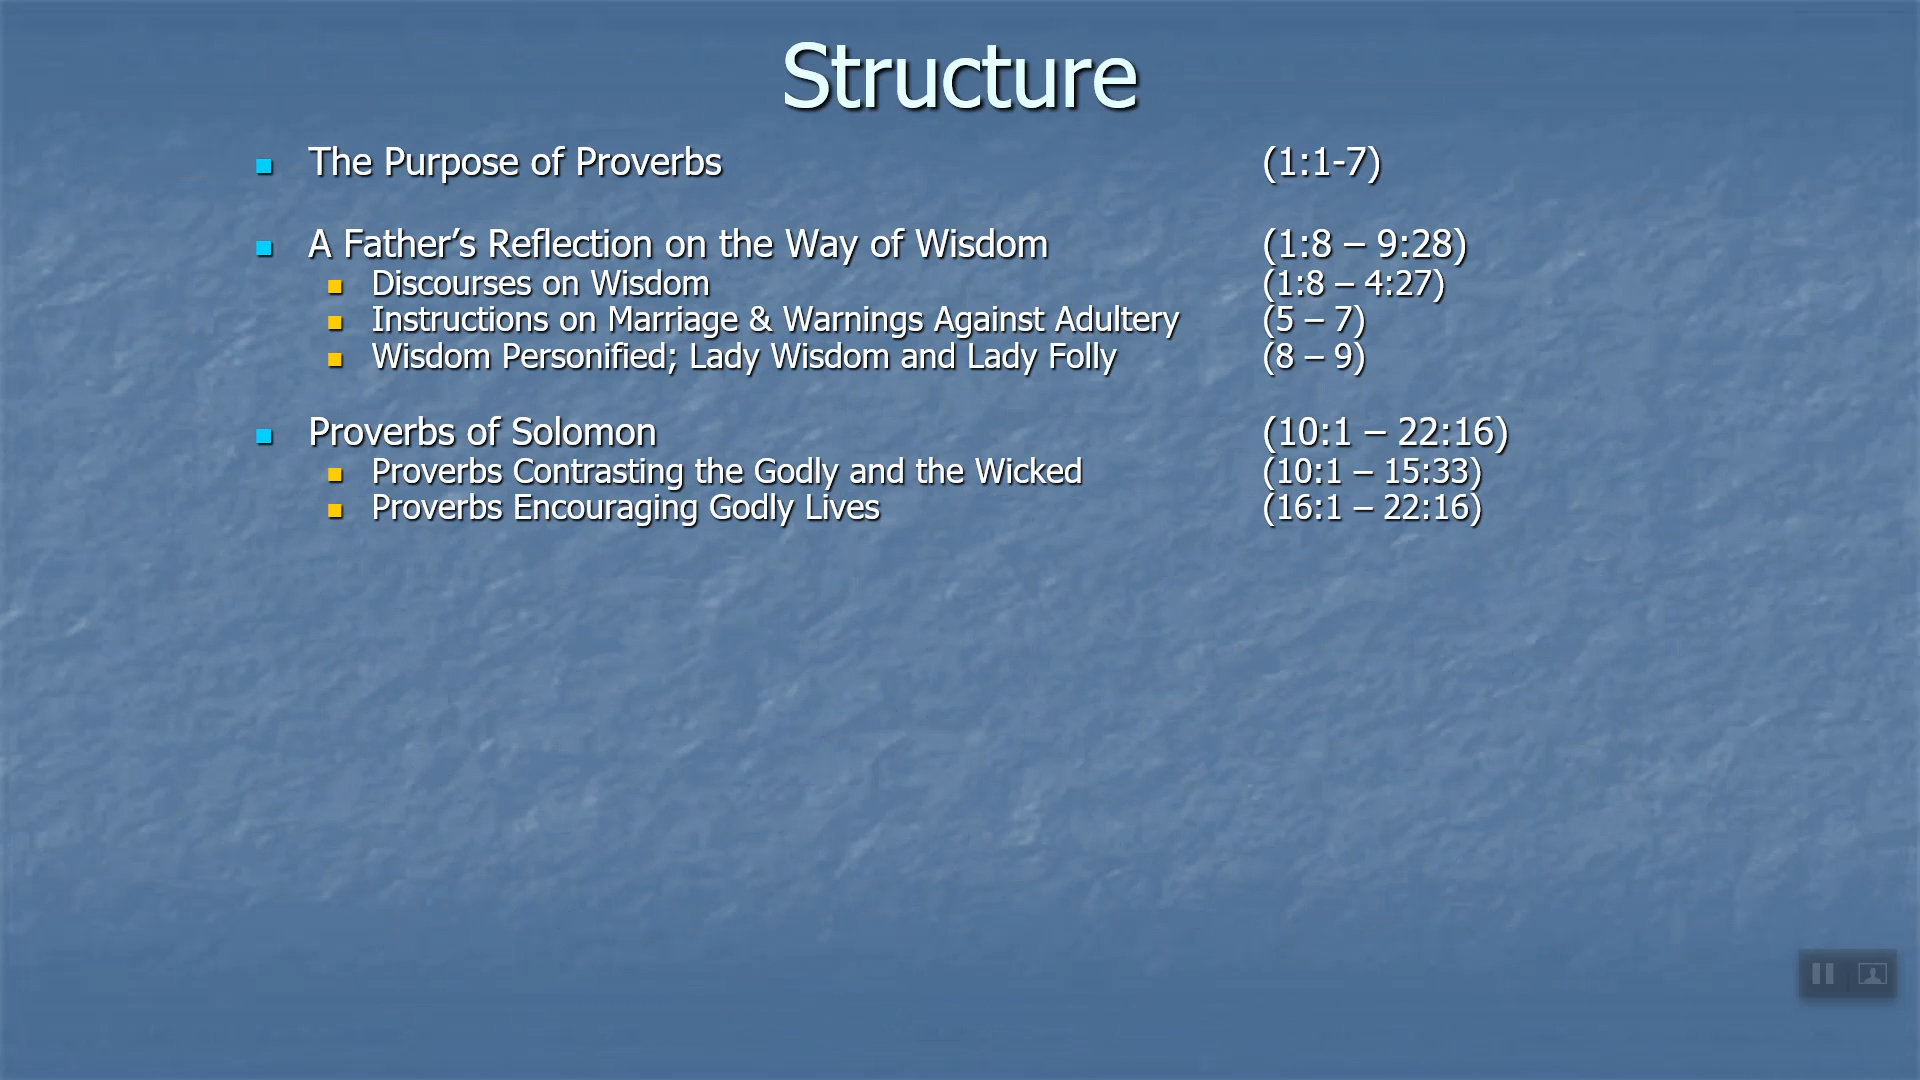 Structure
The Purpose of Proverbs (1:1-7)
A Father’s Reflection on the Way of Wisdom (1:8 – 9:28)
Discourses on Wisdom (1:8 – 4:27)
Instructions on Marriage & Warnings Against Adultery (5 – 7)
Wisdom Personified; Lady Wisdom and Lady Folly (8 – 9)
Proverbs of Solomon (10:1 – 22:16)
Proverbs Contrasting the Godly and the Wicked (10:1 – 15:33)
Proverbs Encouraging Godly Lives (16:1 – 22:16)